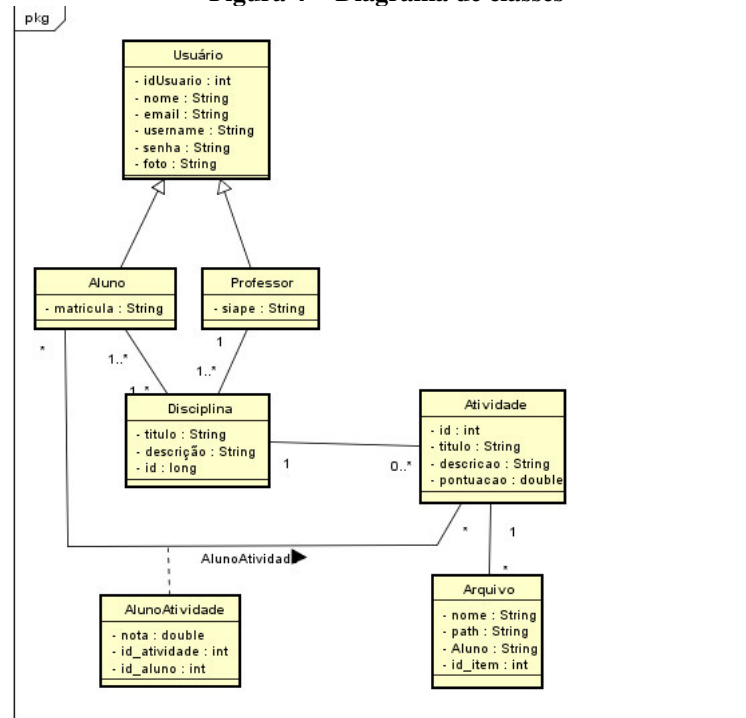 Figura 4 – Diagrama de classes
pkg
Usuário
- idUsuario : int
- nome : String
- email : String
- username : String
- senha : String
- foto : String
Aluno
- matricula : String
Professor
- siape : String
*
1..*
1
1..*
1..*
Disciplina
- titulo : String
- descrição : String
- id : long
1
0..*
Atividade
- id : int
- titulo : String
- descricao : String
- pontuacao : double
*
1
*
AlunoAtividade
AlunoAtividade
- nota : double
- id_atividade : int
- id_aluno : int
Arquivo
- nome : String
- path : String
- Aluno : String
- id_item : int